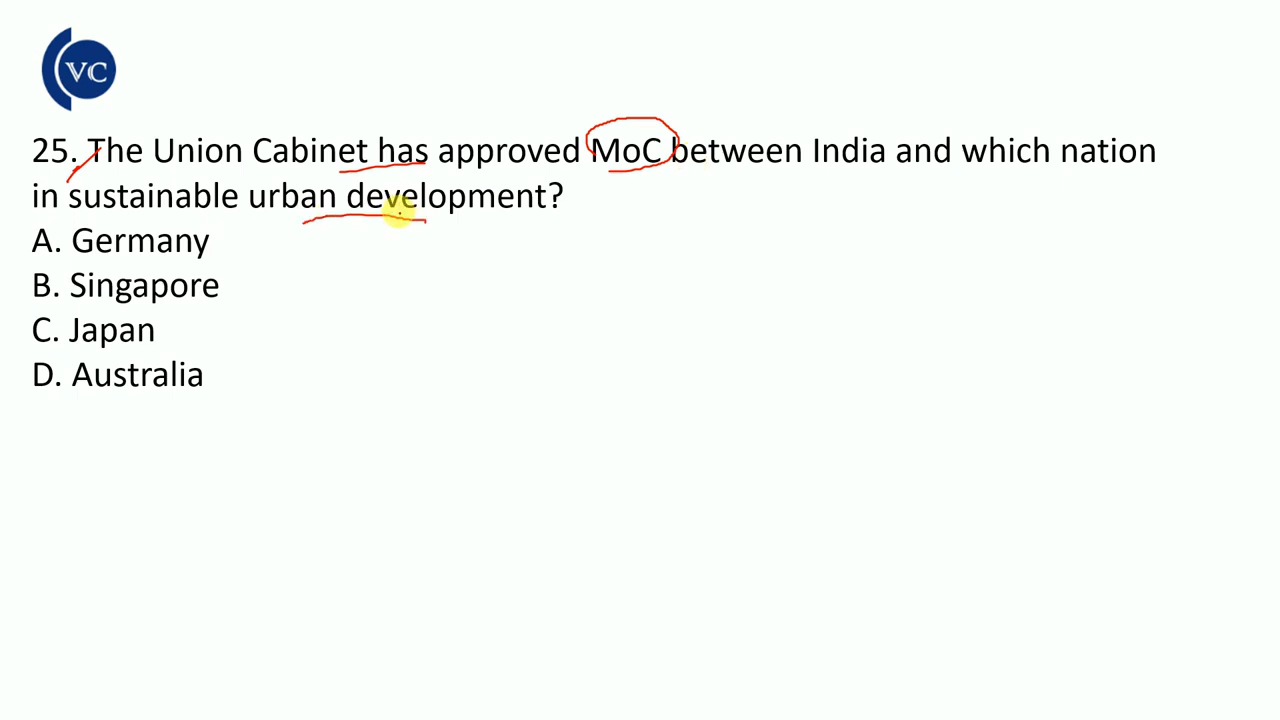 VC
25. The Union Cabinet has approved MoC between India and which nation
in sustainable urban development?
A. Germany
B. Singapore
C. Japan
D. Australia